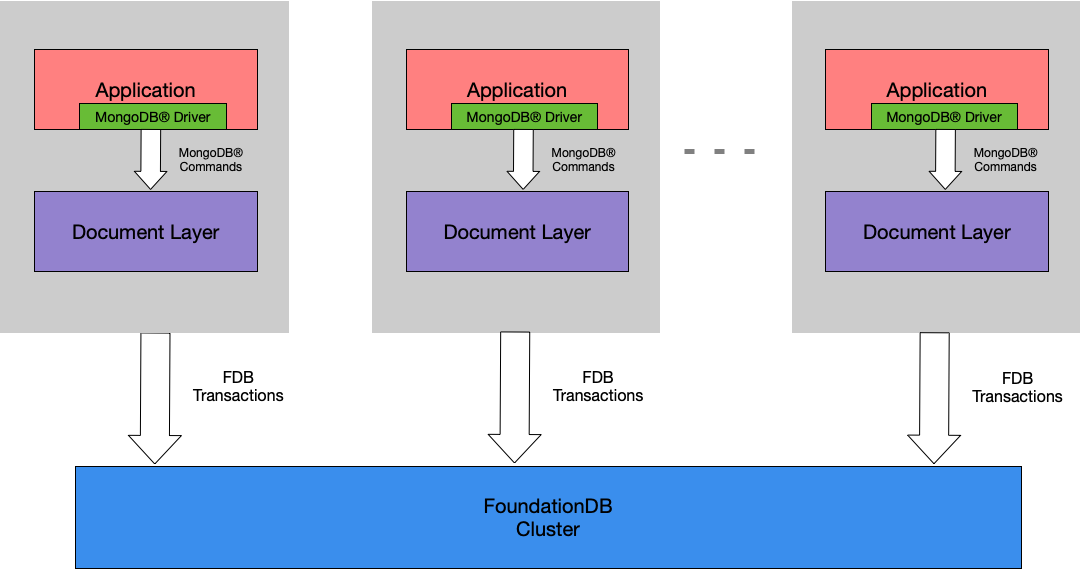 Application
MongoDB® Driver
MongoDB®
Commands
Document Layer
FDB
Transactions
Application
MongoDB® Driver
MongoDB®
Commands
Document Layer
FDB
Transactions
Application
MongoDB® Driver
MongoDB®
Commands
Document Layer
FDB
Transactions
FoundationDB
Cluster